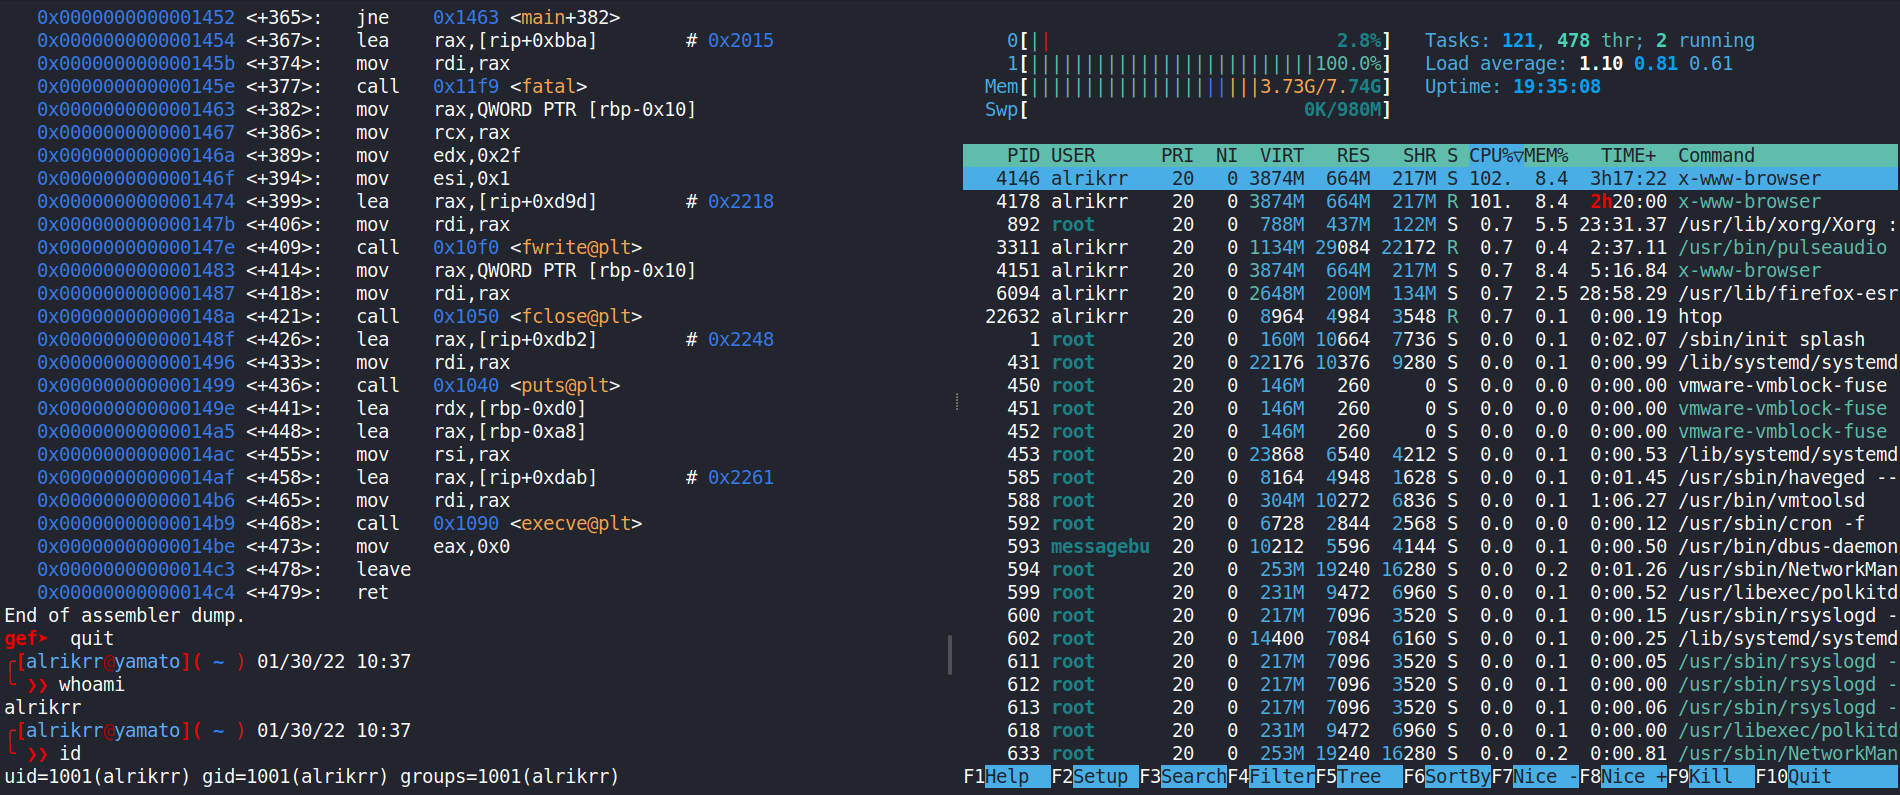 0x0000000000001452 <+365>: jne 0x1463 <main+382>
0x0000000000001454 <+367>: lea rax,[rip+0xbba] # 0x2015
0x000000000000145b <+374>: mov rdi,rax
0x000000000000145e <+377>: call 0x11f9 <fatal>
0x0000000000001463 <+382>: mov rax,QWORD PTR [rbp-0x10]
0x0000000000001467 <+386>: mov rcx,rax
0x000000000000146a <+389>: mov edx,0x2f
0x000000000000146f <+394>: mov esi,0x1
0x0000000000001474 <+399>: lea rax,[rip+0xd9d] # 0x2218
0x000000000000147b <+406>: mov rdi,rax
0x000000000000147e <+409>: call 0x10f0 <fwrite@plt>
0x0000000000001483 <+414>: mov rax,QWORD PTR [rbp-0x10]
0x0000000000001487 <+418>: mov rdi,rax
0x000000000000148a <+421>: call 0x1050 <fclose@plt>
0x000000000000148f <+426>: lea rax,[rip+0xdb2] # 0x2248
0x0000000000001496 <+433>: mov rdi,rax
0x0000000000001499 <+436>: call 0x1040 <puts@plt>
0x000000000000149e <+441>: lea rdx,[rbp-0xd0]
0x00000000000014a5 <+448>: lea rax,[rbp-0xa8]
0x00000000000014ac <+455>: mov rsi,rax
0x00000000000014af <+458>: lea rax,[rip+0xdab] # 0x2261
0x00000000000014b6 <+465>: mov rdi,rax
0x00000000000014b9 <+468>: call 0x1090 <execve@plt>
0x00000000000014be <+473>: mov eax,0x0
0x00000000000014c3 <+478>: leave
0x00000000000014c4 <+479>: ret
End of assembler dump.
gef➤ quit
[alrikrr@yamato]( ~ ) 01/30/22 10:37
❯❯ whoami
alrikrr
[alrikrr@yamato]( ~ ) 01/30/22 10:37
❯❯ id
uid=1001(alrikrr) gid=1001(alrikrr) groups=1001(alrikrr)
0[|| 2.8%] Tasks: 121, 478 thr; 2 running
1[||||||||||||||||||||||||||100.0%] Load average: 1.10 0.81 0.61
Mem[|||||||||||||||||||||3.73G/7.74G] Uptime: 19:35:08
Swp[ 0K/980M]
PID USER PRI NI VIRT RES SHR S CPU%▽MEM% TIME+ Command
4146 alrikrr 20 0 3874M 664M 217M S 102. 8.4 3h17:22 x-www-browser
4178 alrikrr 20 0 3874M 664M 217M R 101. 8.4 2h20:00 x-www-browser
892 root 20 0 788M 437M 122M S 0.7 5.5 23:31.37 /usr/lib/xorg/Xorg :
3311 alrikrr 20 0 1134M 29084 22172 R 0.7 0.4 2:37.11 /usr/bin/pulseaudio
4151 alrikrr 20 0 3874M 664M 217M S 0.7 8.4 5:16.84 x-www-browser
6094 alrikrr 20 0 2648M 200M 134M S 0.7 2.5 28:58.29 /usr/lib/firefox-esr
22632 alrikrr 20 0 8964 4984 3548 R 0.7 0.1 0:00.19 htop
1 root 20 0 160M 10664 7736 S 0.0 0.1 0:02.07 /sbin/init splash
431 root 20 0 22176 10376 9280 S 0.0 0.1 0:00.99 /lib/systemd/systemd
450 root 20 0 146M 260 0 S 0.0 0.0 0:00.00 vmware-vmblock-fuse
451 root 20 0 146M 260 0 S 0.0 0.0 0:00.00 vmware-vmblock-fuse
452 root 20 0 146M 260 0 S 0.0 0.0 0:00.00 vmware-vmblock-fuse
453 root 20 0 23868 6540 4212 S 0.0 0.1 0:00.53 /lib/systemd/systemd
585 root 20 0 8164 4948 1628 S 0.0 0.1 0:01.45 /usr/sbin/haveged --
588 root 20 0 304M 10272 6836 S 0.0 0.1 1:06.27 /usr/bin/vmtoolsd
592 root 20 0 6728 2844 2568 S 0.0 0.0 0:00.12 /usr/sbin/cron -f
593 messagebu 20 0 10212 5596 4144 S 0.0 0.1 0:00.50 /usr/bin/dbus-daemon
594 root 20 0 253M 19240 16280 S 0.0 0.2 0:01.26 /usr/sbin/NetworkMan
599 root 20 0 231M 9472 6960 S 0.0 0.1 0:00.52 /usr/libexec/polkitd
600 root 20 0 217M 7096 3520 S 0.0 0.1 0:00.15 /usr/sbin/rsyslogd -
602 root 20 0 14400 7084 6160 S 0.0 0.1 0:00.25 /lib/systemd/systemd
611 root 20 0 217M 7096 3520 S 0.0 0.1 0:00.05 /usr/sbin/rsyslogd -
612 root 20 0 217M 7096 3520 S 0.0 0.1 0:00.00 /usr/sbin/rsyslogd -
613 root 20 0 217M 7096 3520 S 0.0 0.1 0:00.06 /usr/sbin/rsyslogd -
618 root 20 0 231M 9472 6960 S 0.0 0.1 0:00.00 /usr/libexec/polkitd
633 root 20 0 253M 19240 16280 S 0.0 0.2 0:00.81 /usr/sbin/NetworkMan
F1Help F2Setup F3SearchF4FilterF5Tree F6SortByF7Nice -F8Nice +F9Kill F10Quit